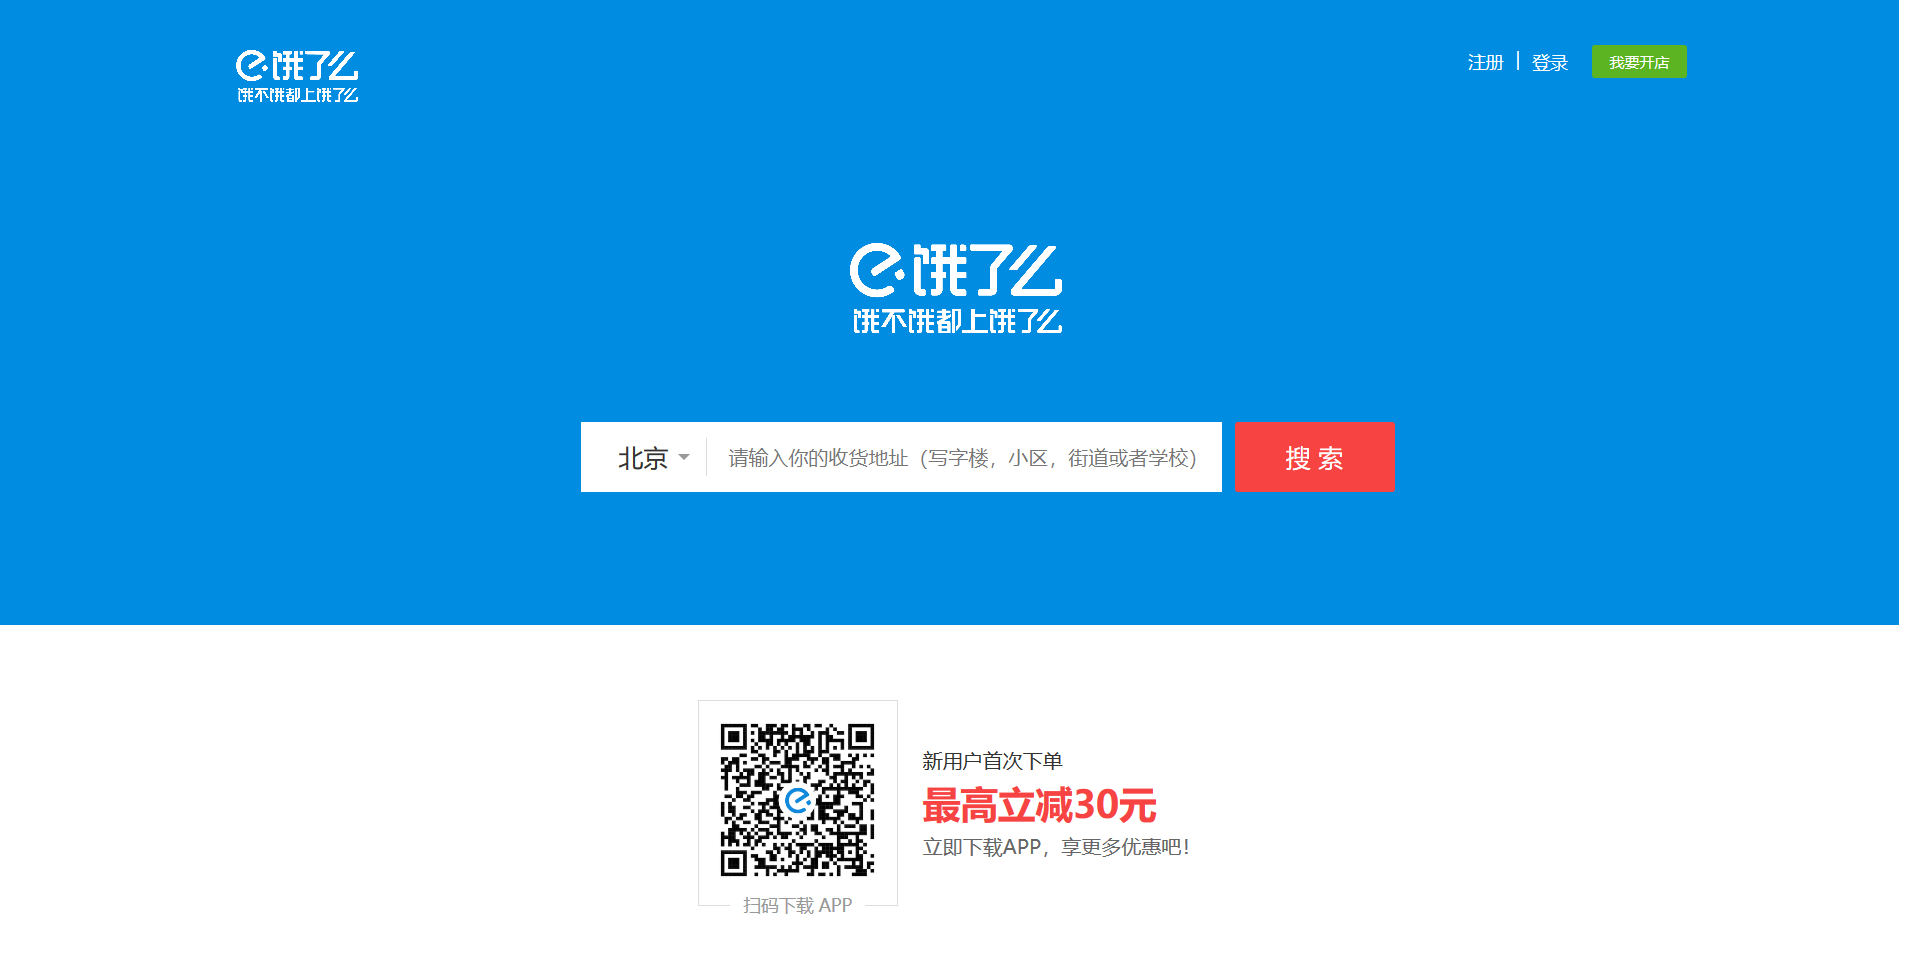 e饿了么
饿不饿都上饿了么
注册 | 登录 我要开店
e饿了么
饿不饿都上饿了么
北京 请输入你的收货地址（写字楼，小区，街道或者学校） 搜 索
新用户首次下单
最高立减30元
立即下载APP，享更多优惠吧！
扫码下载 APP